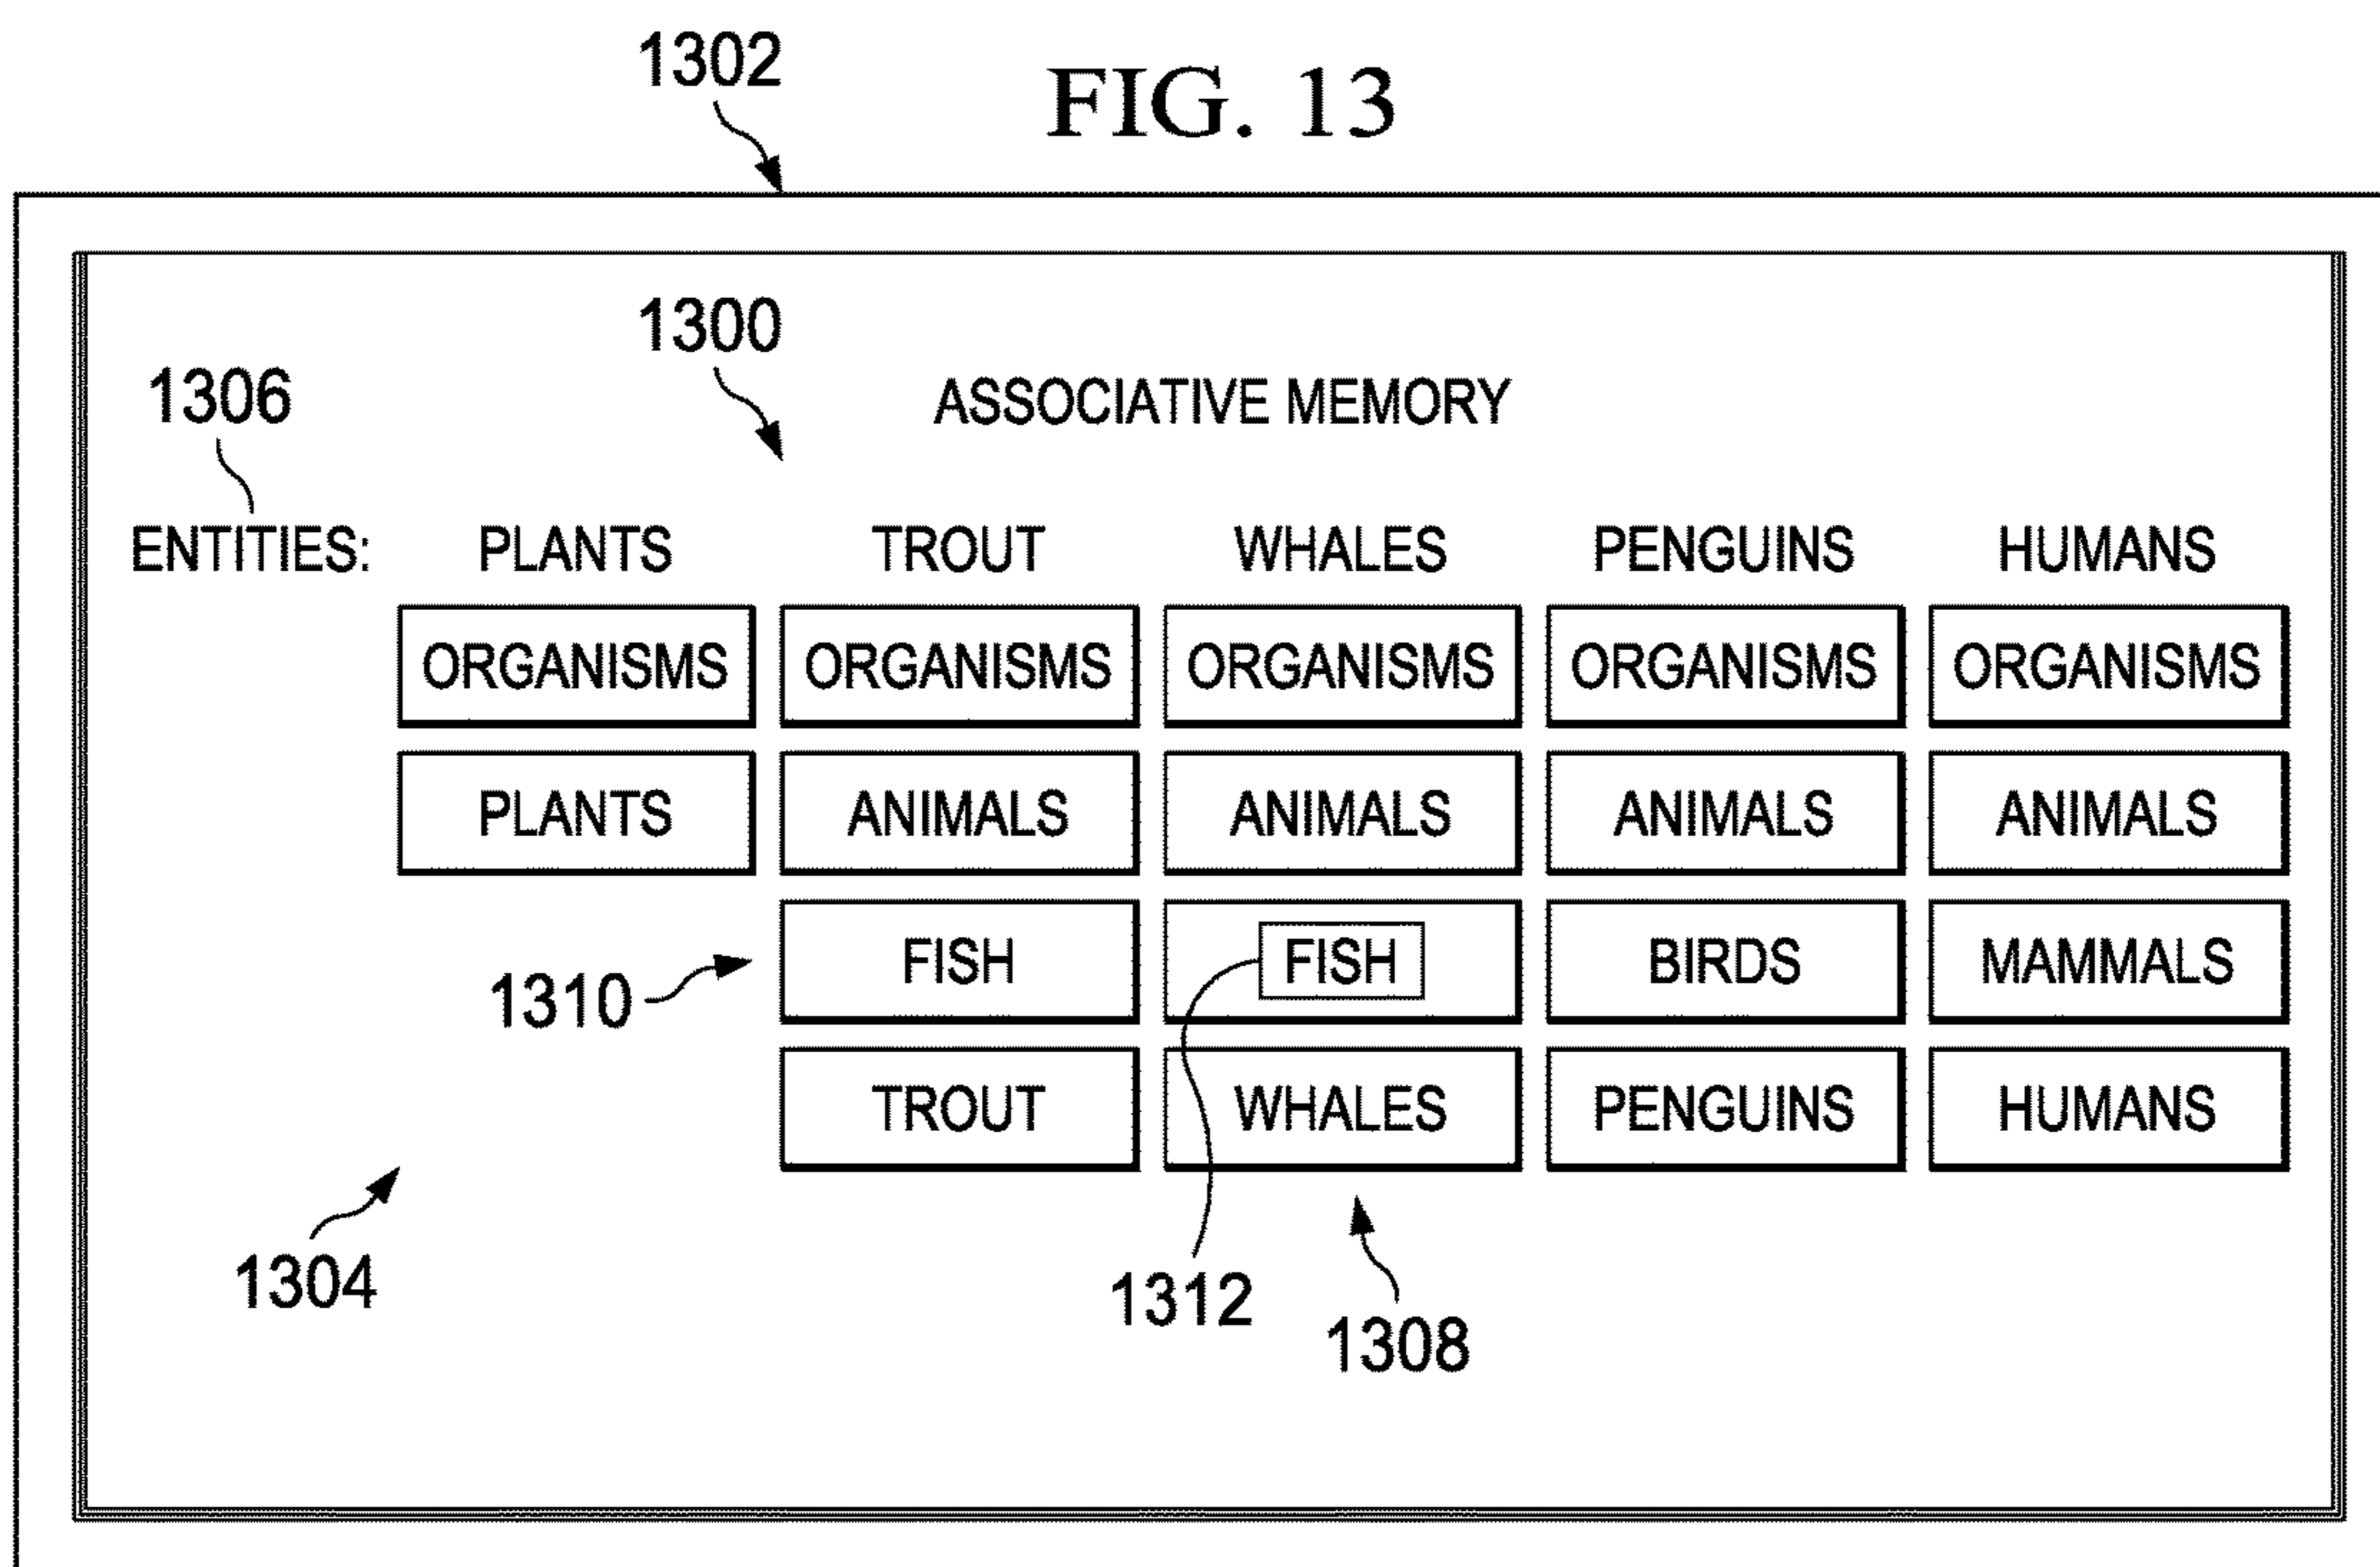 1302
FIG. 13
1300
1306
ASSOCIATIVE MEMORY
ENTITIES: PLANTS TROUT WHALES PENGUINS HUMANS
ORGANISMS ORGANISMS ORGANISMS ORGANISMS ORGANISMS
PLANTS ANIMALS ANIMALS ANIMALS ANIMALS
1310 FISH FISH BIRDS MAMMALS
TROUT WHALES PENGUINS HUMANS
1304
1312
1308